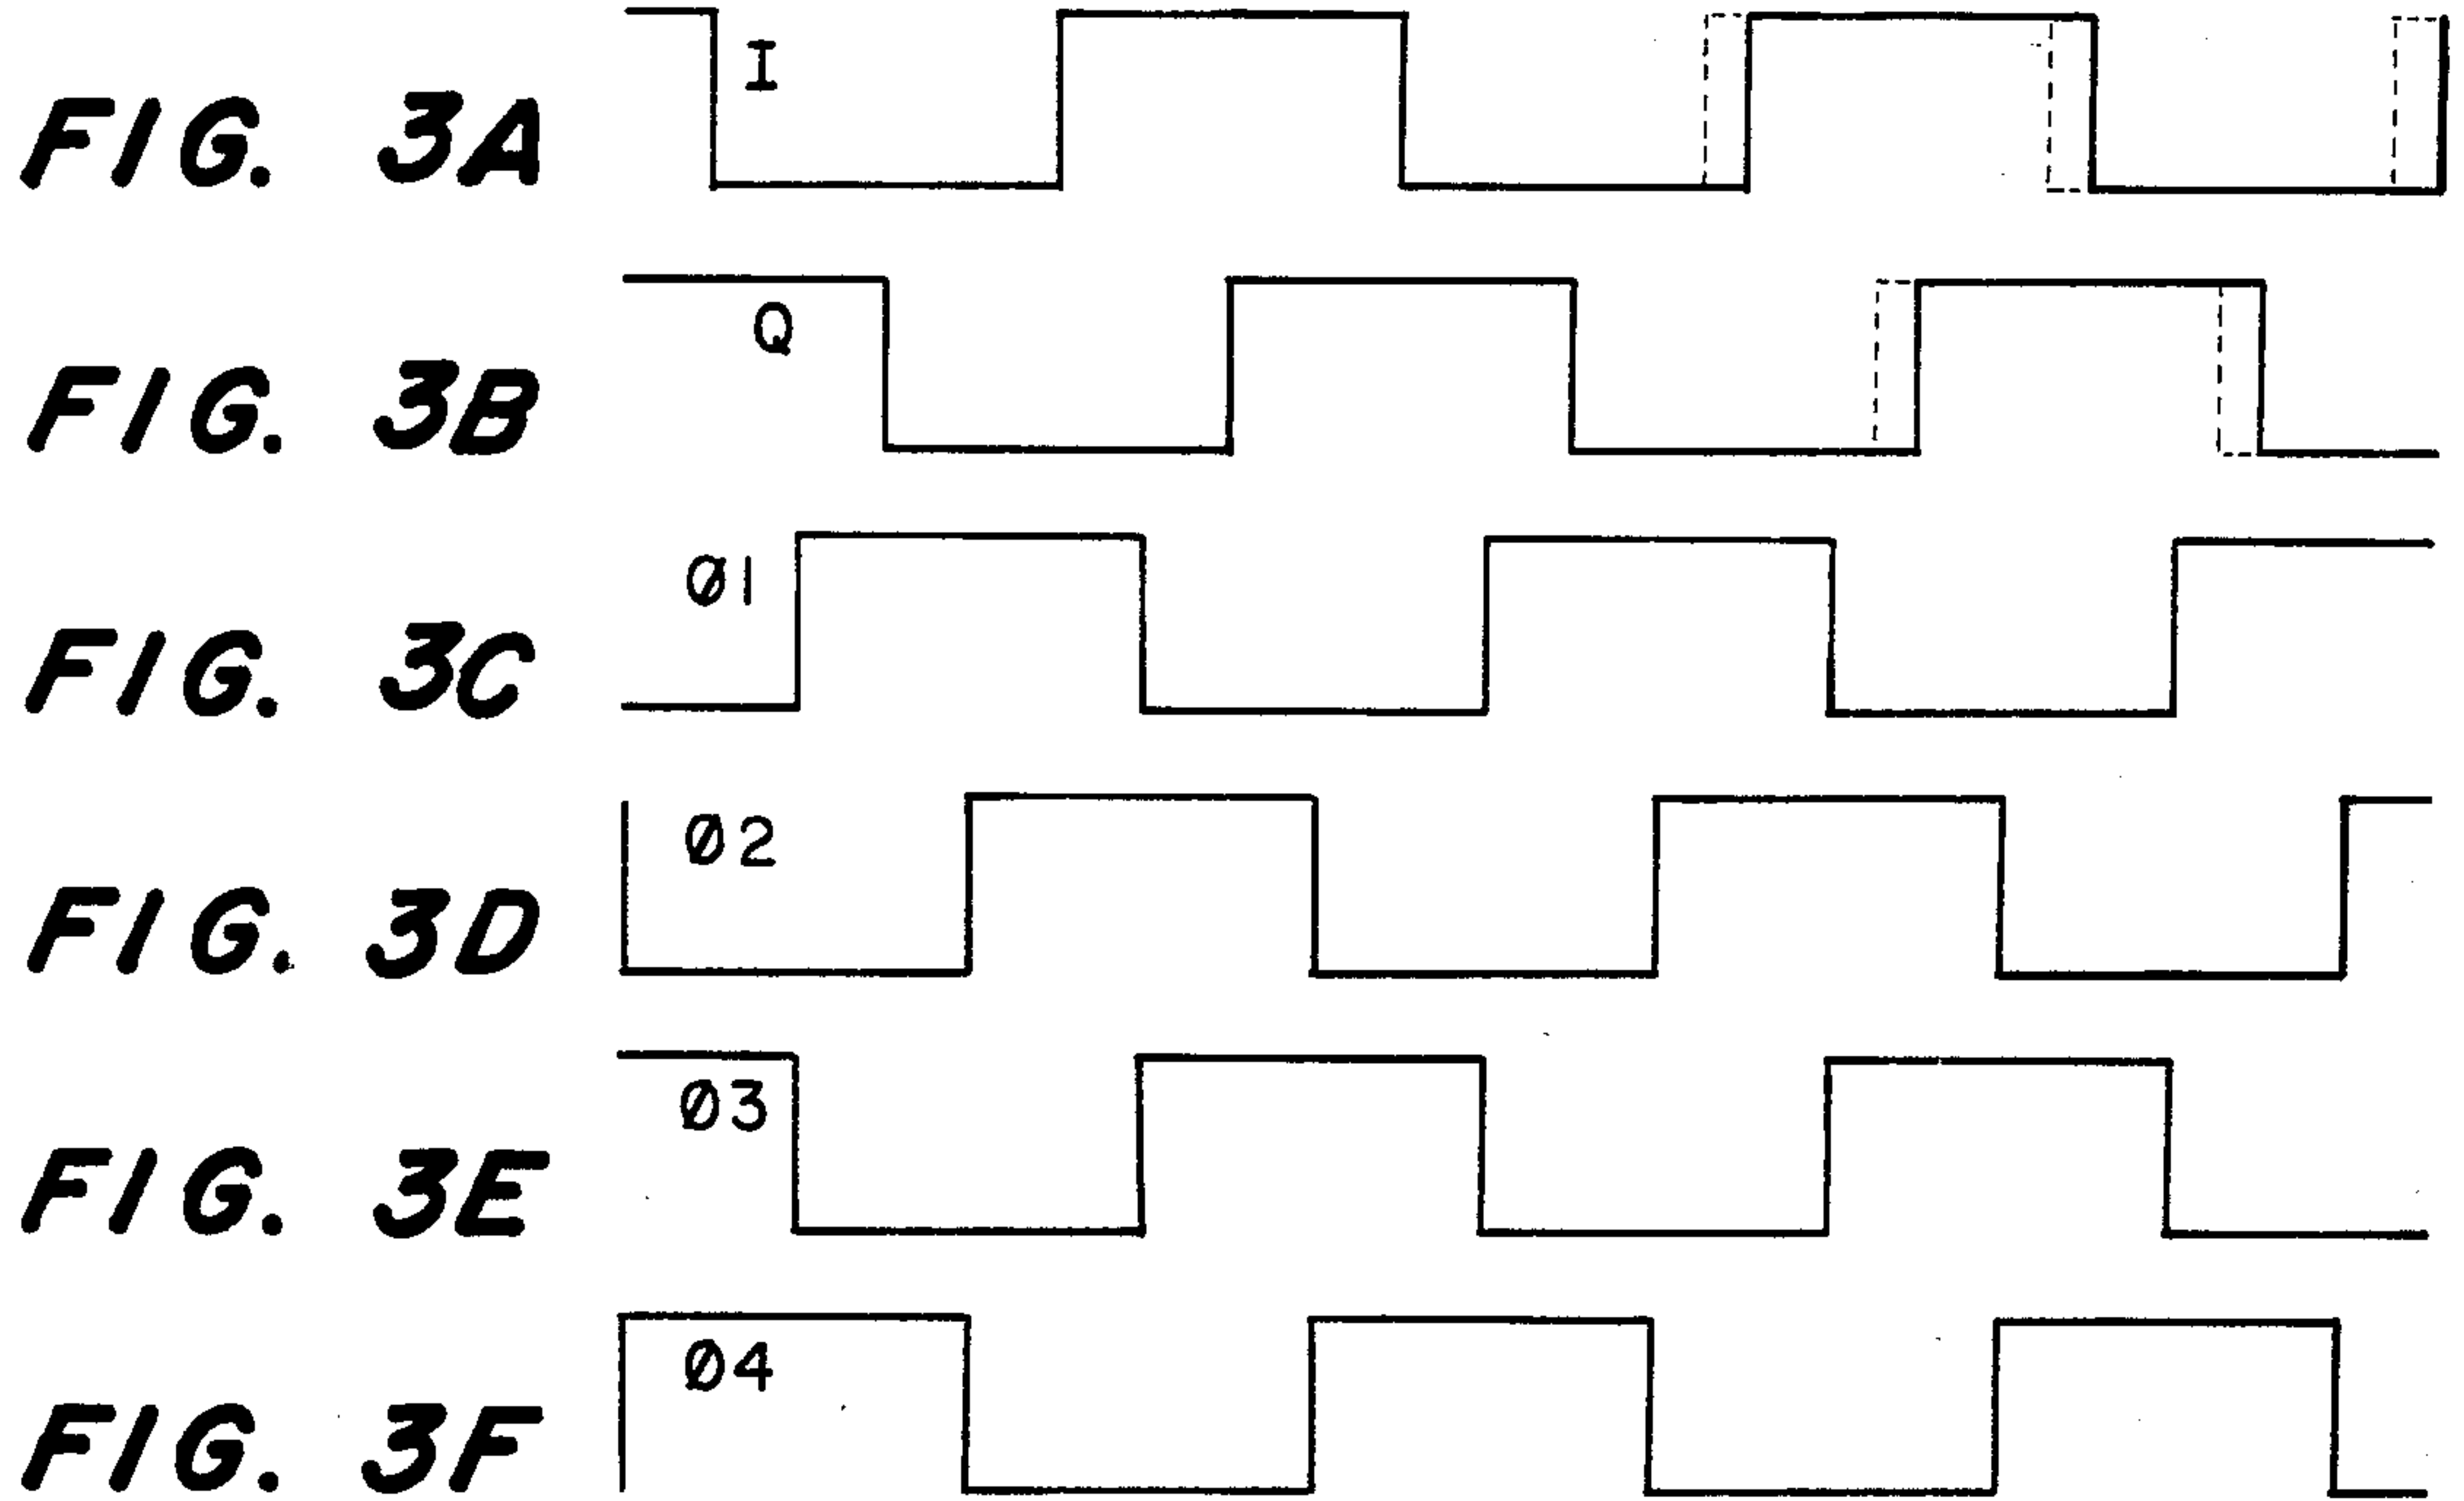 I
FIG. 3A
Q
FIG. 3B
Ø1
FIG. 3C
Ø2
FIG. 3D
Ø3
FIG. 3E
Ø4
FIG. 3F